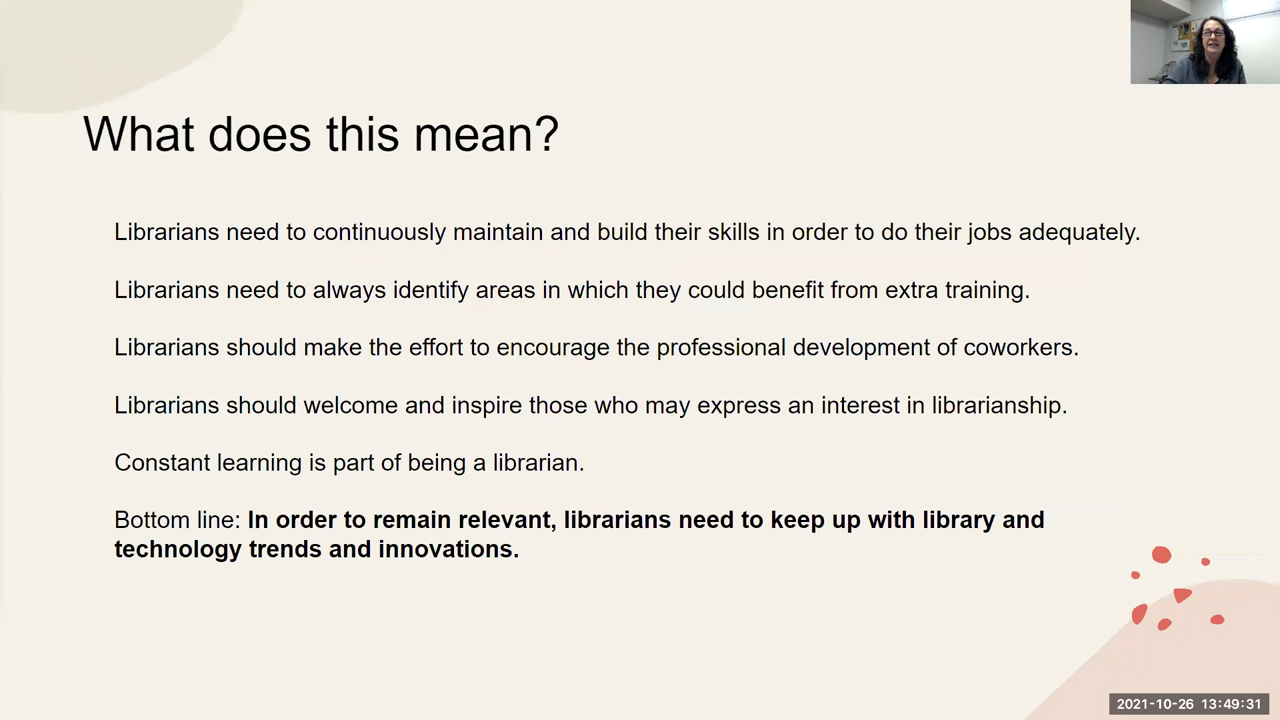 What does this mean?
Librarians need to continuously maintain and build their skills in order to do their jobs adequately.
Librarians need to always identify areas in which they could benefit from extra training.
Librarians should make the effort to encourage the professional development of coworkers.
Librarians should welcome and inspire those who may express an interest in librarianship.
Constant learning is part of being a librarian.
Bottom line: In order to remain relevant, librarians need to keep up with library and
technology trends and innovations.
2021-10-26 13:49:31